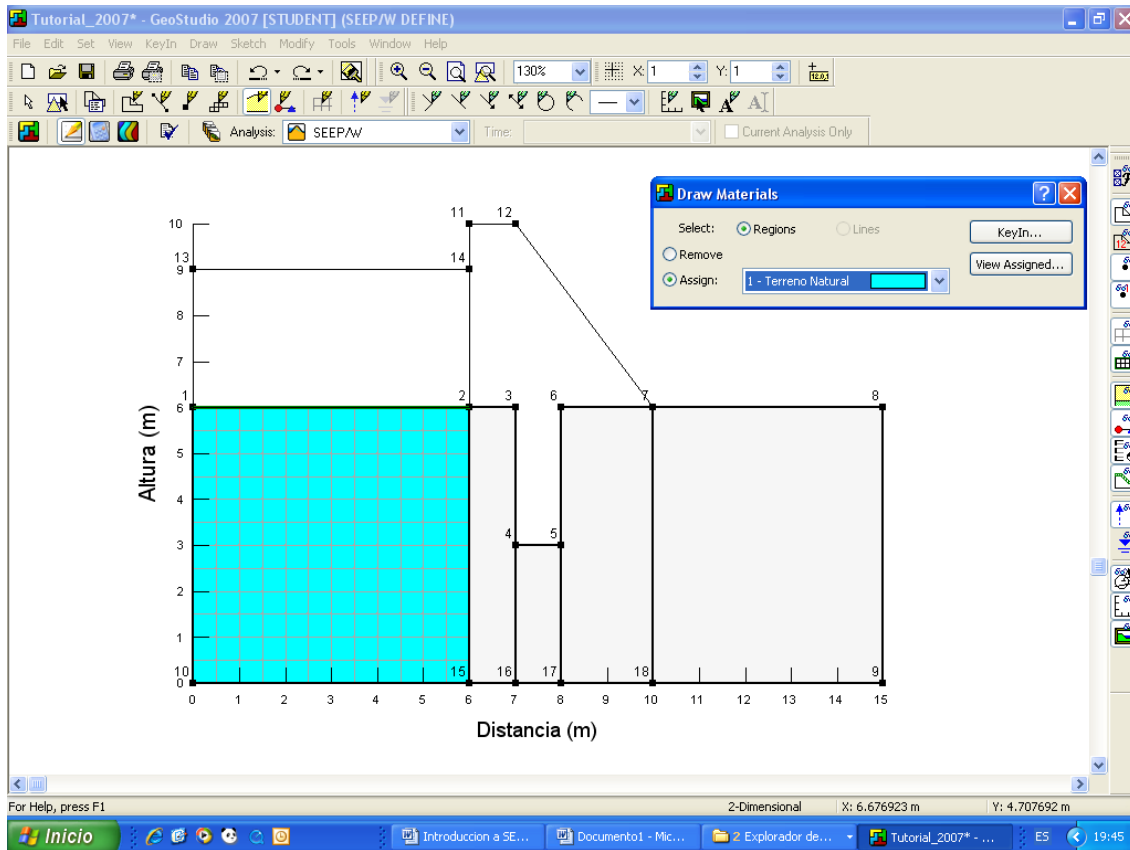 Tutorial_2007* - GeoStudio 2007 [STUDENT] (SEEP/W DEFINE)
File Edit Set View KeyIn Draw Sketch Modify Tools Window Help
130% X: 1 Y: 1 12.0,1
Analysis: SEEP/W Time: Current Analysis Only
Draw Materials
Select: Regions Lines KeyIn...
Remove
View Assigned...
Assign: 1 - Terreno Natural
11 12
10
13 14
9
8
7
1 2 3 6 7 8
6
Altura (m)
5
4
4 5
3
2
1
10 15 16 17 18 9
0
0 1 2 3 4 5 6 7 8 9 10 11 12 13 14 15
Distancia (m)
For Help, press F1 2-Dimensional X: 6.676923 m Y: 4.707692 m
Inicio Introduccion a SE... Documento1 - Mic... 2 Explorador de... Tutorial_2007* - ... ES 19:45